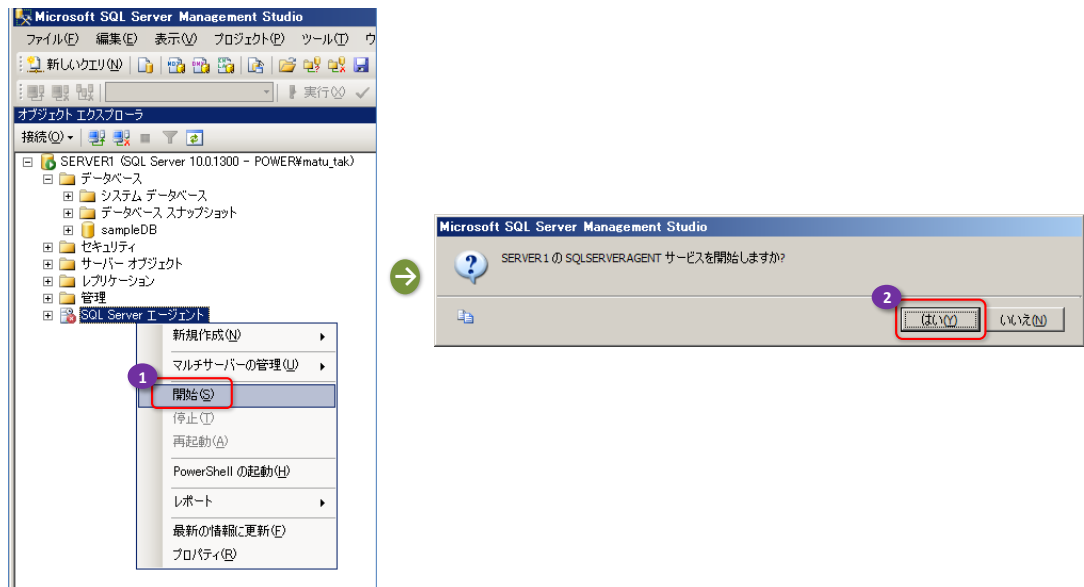 Microsoft SQL Server Management Studio
ファイル(F) 編集(E) 表示(V) プロジェクト(P) ツール(T) ウ
新しいクエリ(N)
実行(X)
オブジェクト エクスプローラ
接続(O)
SERVER1 (SQL Server 10.0.1300 - POWER¥matu_tak)
データベース
システム データベース
データベース スナップショット
sampleDB
セキュリティ
サーバー オブジェクト
レプリケーション
管理
SQL Server エージェント
新規作成(N)
マルチサーバーの管理(U)
1
開始(S)
停止(T)
再起動(A)
PowerShell の起動(H)
レポート
最新の情報に更新(F)
プロパティ(R)
Microsoft SQL Server Management Studio
SERVER1 の SQLSERVERAGENT サービスを開始しますか?
2
はい(Y) いいえ(N)